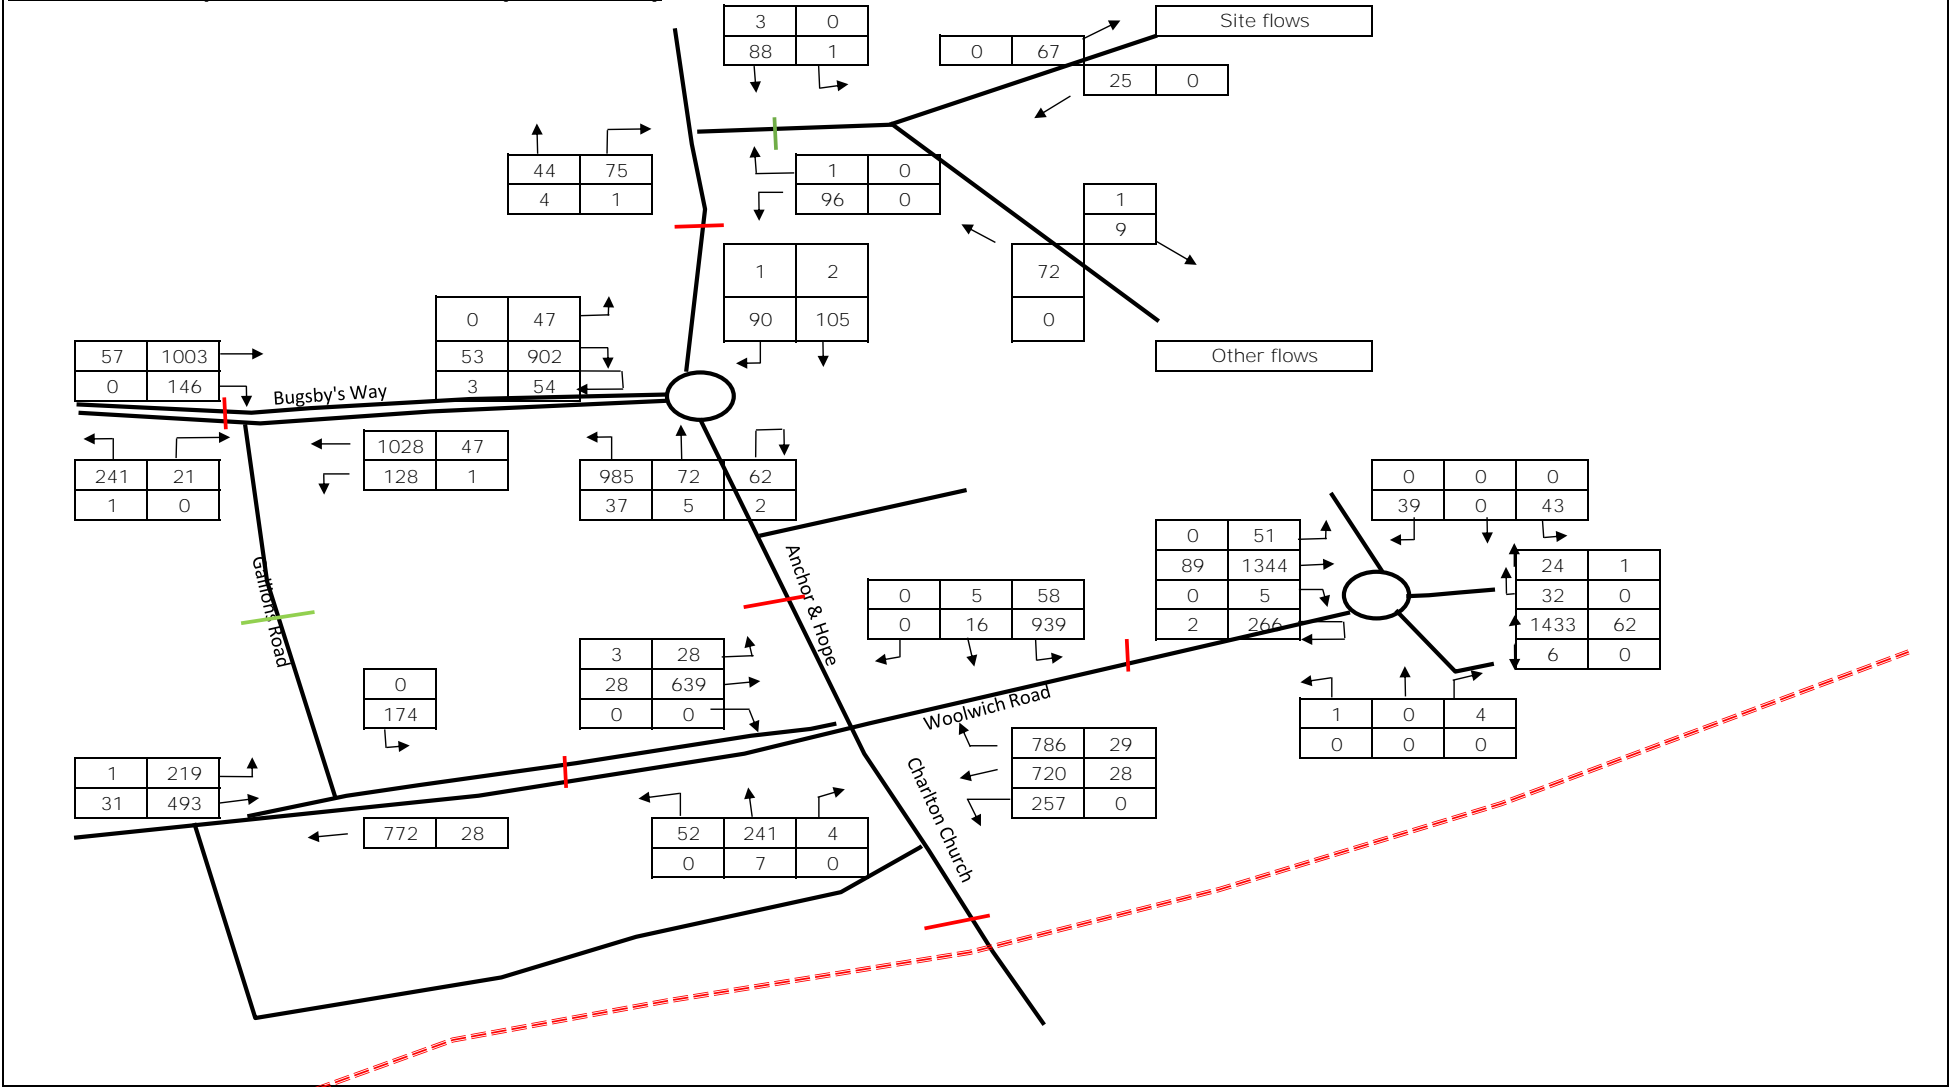 3 0
88 1
Site flows
0 67
25 0
44 75
4 1
1 0
96 0
1
9
1 2
90 105
72
0
0 47
53 902
3 54
57 1003
0 146
Other flows
Bugsby's Way
1028 47
128 1
241 21
1 0
985 72 62
37 5 2
0 0 0
39 0 43
0 51
89 1344
0 5
2 266
24 1
32 0
1433 62
6 0
Anchor & Hope
Gallions Road
0 5 58
0 16 939
3 28
28 639
0 0
0
174
Woolwich Road
1 0 4
0 0 0
786 29
720 28
257 0
Charlton Church
1 219
31 493
772 28
52 241 4
0 7 0